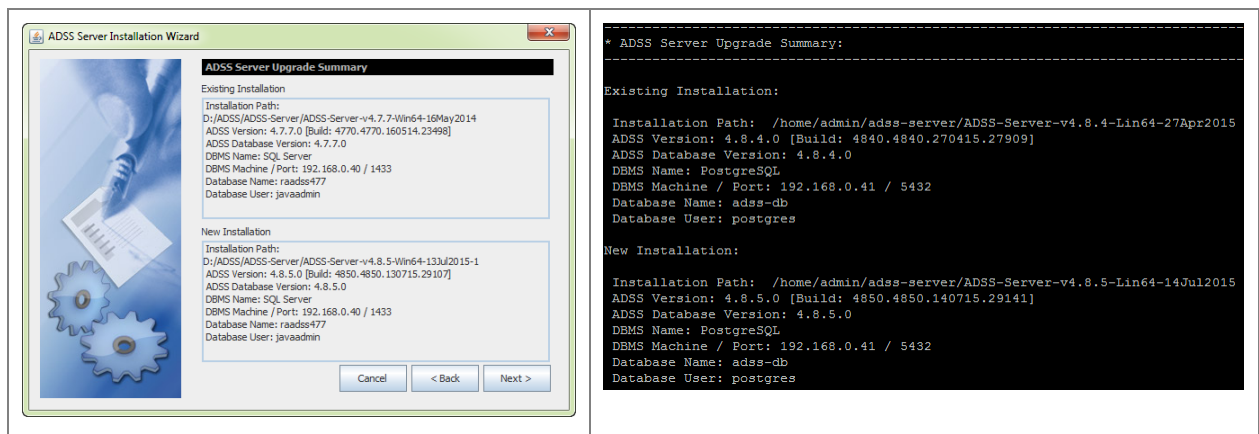 ADSS Server Installation Wizard
ADSS Server Upgrade Summary
Existing Installation
Installation Path:
D:/ADSS/ADSS-Server/ADSS-Server-v4.7.7-Win64-16May2014
ADSS Version: 4.7.7.0 [Build: 4770.4770.160514.23498]
ADSS Database Version: 4.7.7.0
DBMS Name: SQL Server
DBMS Machine / Port: 192.168.0.40 / 1433
Database Name: raadss477
Database User: javaadmin
New Installation
Installation Path:
D:/ADSS/ADSS-Server/ADSS-Server-v4.8.5-Win64-13Jul2015-1
ADSS Version: 4.8.5.0 [Build: 4850.4850.130715.29107]
ADSS Database Version: 4.8.5.0
DBMS Name: SQL Server
DBMS Machine / Port: 192.168.0.40 / 1433
Database Name: raadss477
Database User: javaadmin
Cancel
< Back
Next >
* ADSS Server Upgrade Summary:
Existing Installation:
Installation Path:  /home/admin/adss-server/ADSS-Server-v4.8.4-Lin64-27Apr2015
ADSS Version: 4.8.4.0 [Build: 4840.4840.270415.27909]
ADSS Database Version: 4.8.4.0
DBMS Name: PostgreSQL
DBMS Machine / Port: 192.168.0.41 / 5432
Database Name: adss-db
Database User: postgres
New Installation:
Installation Path:  /home/admin/adss-server/ADSS-Server-v4.8.5-Lin64-14Jul2015
ADSS Version: 4.8.5.0 [Build: 4850.4850.140715.29141]
ADSS Database Version: 4.8.5.0
DBMS Name: PostgreSQL
DBMS Machine / Port: 192.168.0.41 / 5432
Database Name: adss-db
Database User: postgres